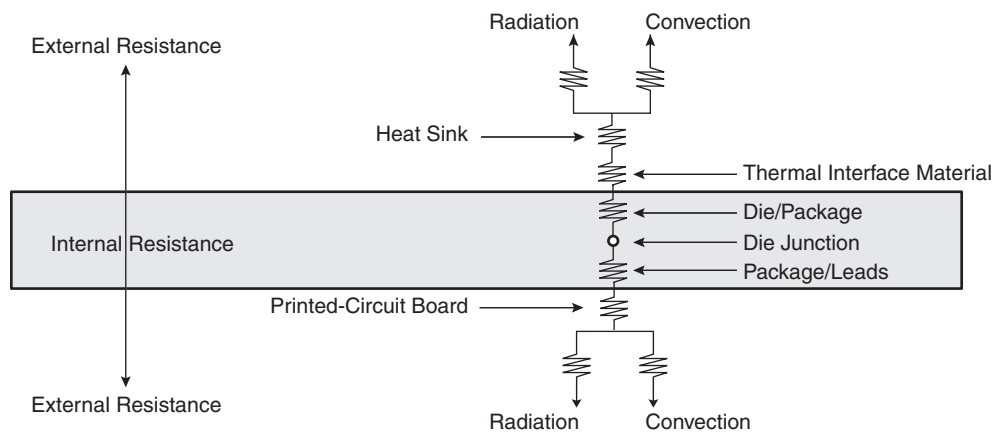 Radiation
Convection
External Resistance
Heat Sink
Thermal Interface Material
Die/Package
Internal Resistance
Die Junction
Package/Leads
Printed-Circuit Board
External Resistance
Radiation
Convection